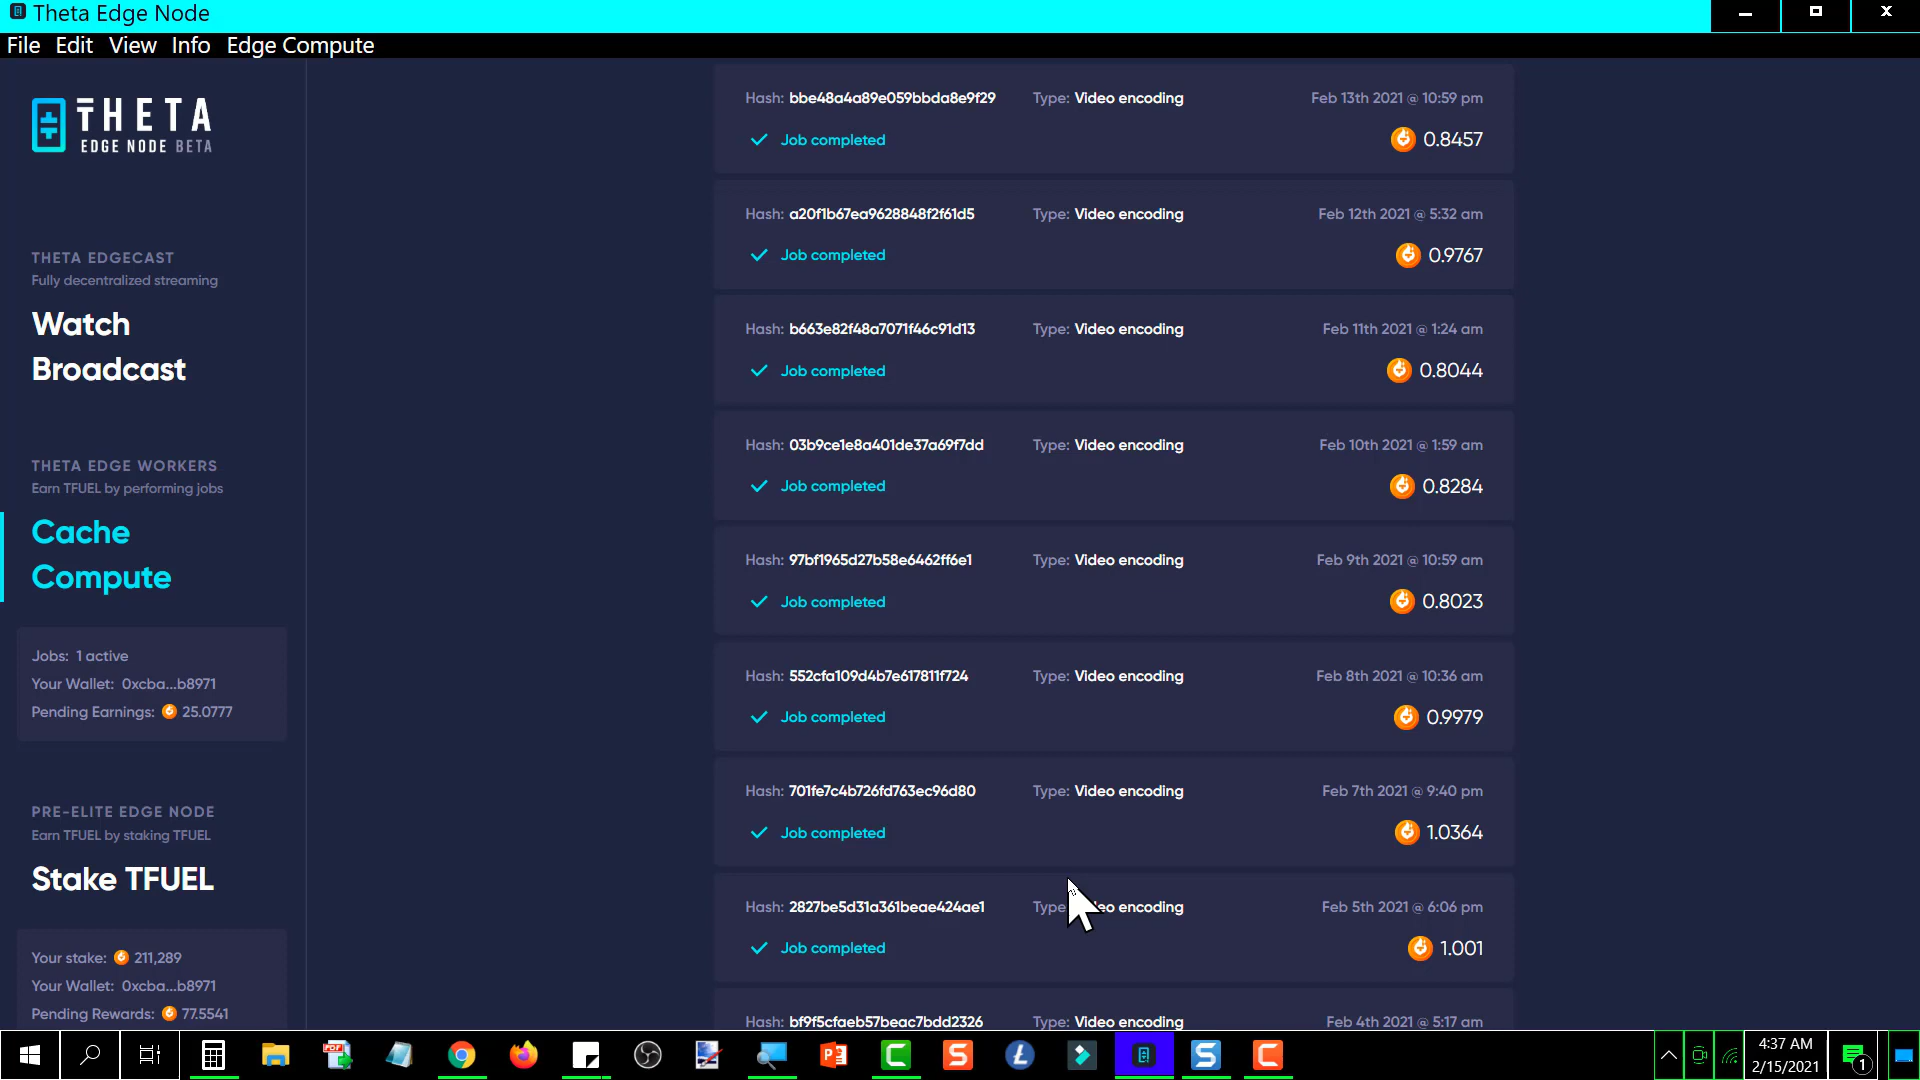 Theta Edge Node
File Edit View Info Edge Compute
THETA
EDGE NODE BETA
THETA EDGECAST
Fully decentralized streaming
Watch
Broadcast
THETA EDGE WORKERS
Earn TFUEL by performing jobs
Cache
Compute
Jobs: 1 active
Your Wallet: 0xcba...b8971
Pending Earnings: 25.0777
PRE-ELITE EDGE NODE
Earn TFUEL by staking TFUEL
Stake TFUEL
Your stake: 211,289
Your Wallet: 0xcba...b8971
Pending Rewards: 77.5541
Hash: bbe48a4a89e059bbda8e9f29 Type: Video encoding Feb 13th 2021 @ 10:59 pm
Job completed 0.8457
Hash: a20f1b67ea9628848f2f61d5 Type: Video encoding Feb 12th 2021 @ 5:32 am
Job completed 0.9767
Hash: b663e82f48a7071f46c91d13 Type: Video encoding Feb 11th 2021 @ 1:24 am
Job completed 0.8044
Hash: 03b9ce1e8a401de37a69f7dd Type: Video encoding Feb 10th 2021 @ 1:59 am
Job completed 0.8284
Hash: 97bf1965d27b58e6462ff6e1 Type: Video encoding Feb 9th 2021 @ 10:59 am
Job completed 0.8023
Hash: 552cfa109d4b7e617811f724 Type: Video encoding Feb 8th 2021 @ 10:36 am
Job completed 0.9979
Hash: 701fe7c4b726fd763ec96d80 Type: Video encoding Feb 7th 2021 @ 9:40 pm
Job completed 1.0364
Hash: 2827be5d31a361beae424ae1 Type eo encoding Feb 5th 2021 @ 6:06 pm
Job completed 1.001
Hash: bf9f5cfaeb57beac7bdd2326 Type: Video encoding Feb 4th 2021 @ 5:17 am
4:37 AM
2/15/2021
1